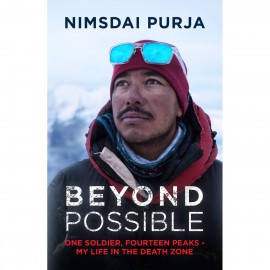 NIMSDAI PURJA
BEYOND
POSSIBLE
ONE SOLDIER, FOURTEEN PEAKS -
MY LIFE IN THE DEATH ZONE